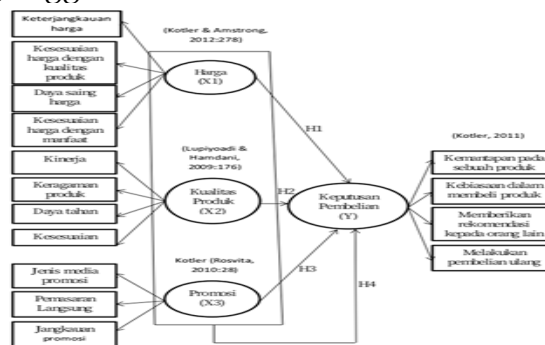 Keterjangkauan
harga
Kesesuaian
harga dengan
kualitas
produk
Daya saing
harga
Kesesuaian
harga dengan
manfaat
Kinerja
Keragaman
produk
Daya tahan
Kesesuaian
Jenis media
promosi
Pemasaran
Langsung
Jangkauan
promosi
(Kotler & Amstrong,
2012:278)
Harga
(X1)
(Lupiyoadi &
Hamdani,
2009:176)
Kualitas
Produk
(X2)
Kotler (Rosvita,
2010:28)
Promosi
(X3)
H1
H2
H3
H4
Keputusan
Pembelian
(Y)
(Kotler, 2011)
Kemantapan pada
sebuah produk
Kebiasaan dalam
membeli produk
Memberikan
rekomendasi
kepada orang lain
Melakukan
pembelian ulang